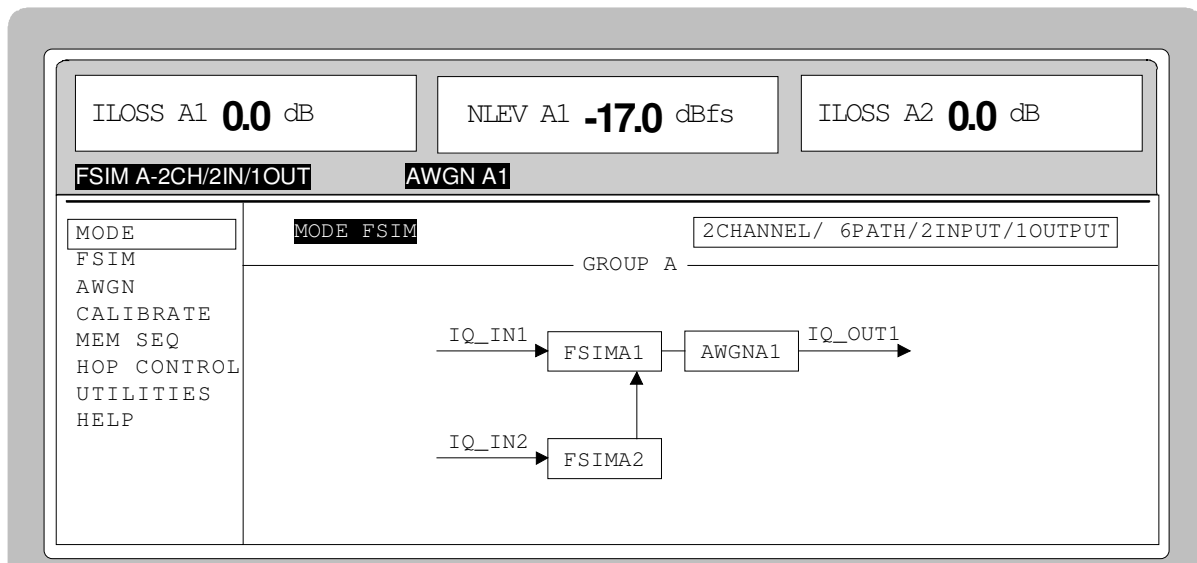 ILOSS A1 0.0 dB
NLEV A1 -17.0 dBfs
ILOSS A2 0.0 dB
FSIM A-2CH/2IN/1OUT
AWGN A1
MODE
FSIM
AWGN
CALIBRATE
MEM SEQ
HOP CONTROL
UTILITIES
HELP
MODE FSIM
2CHANNEL/ 6PATH/2INPUT/1OUTPUT
GROUP A
IQ_IN1
FSIMA1
AWGNA1
IQ_OUT1
IQ_IN2
FSIMA2